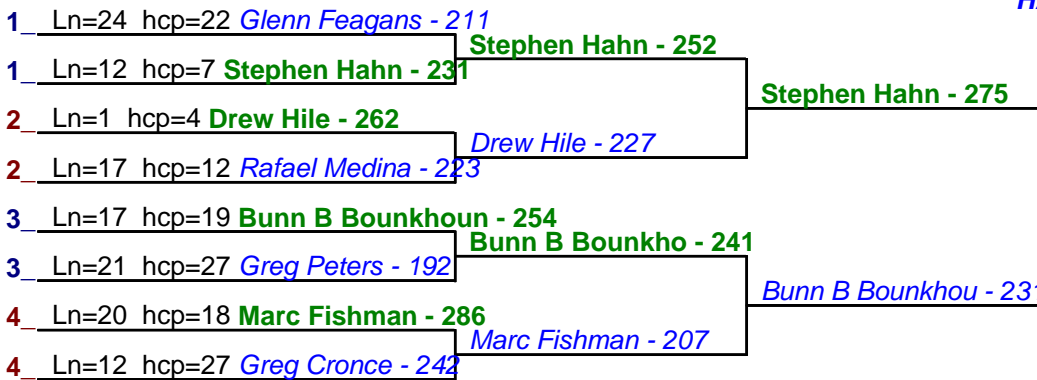 1_ Ln=24 hcp=22 Glenn Feagans - 211
1_ Ln=12 hcp=7 Stephen Hahn - 231
2_ Ln=1 hcp=4 Drew Hile - 262
2_ Ln=17 hcp=12 Rafael Medina - 223
3_ Ln=17 hcp=19 Bunn B Bounkhoun - 254
3_ Ln=21 hcp=27 Greg Peters - 192
4_ Ln=20 hcp=18 Marc Fishman - 286
4_ Ln=12 hcp=27 Greg Cronce - 242
Stephen Hahn - 252
Drew Hile - 227
Bunn B Bounkho - 241
Marc Fishman - 207
Stephen Hahn - 275
Bunn B Bounkhou - 231